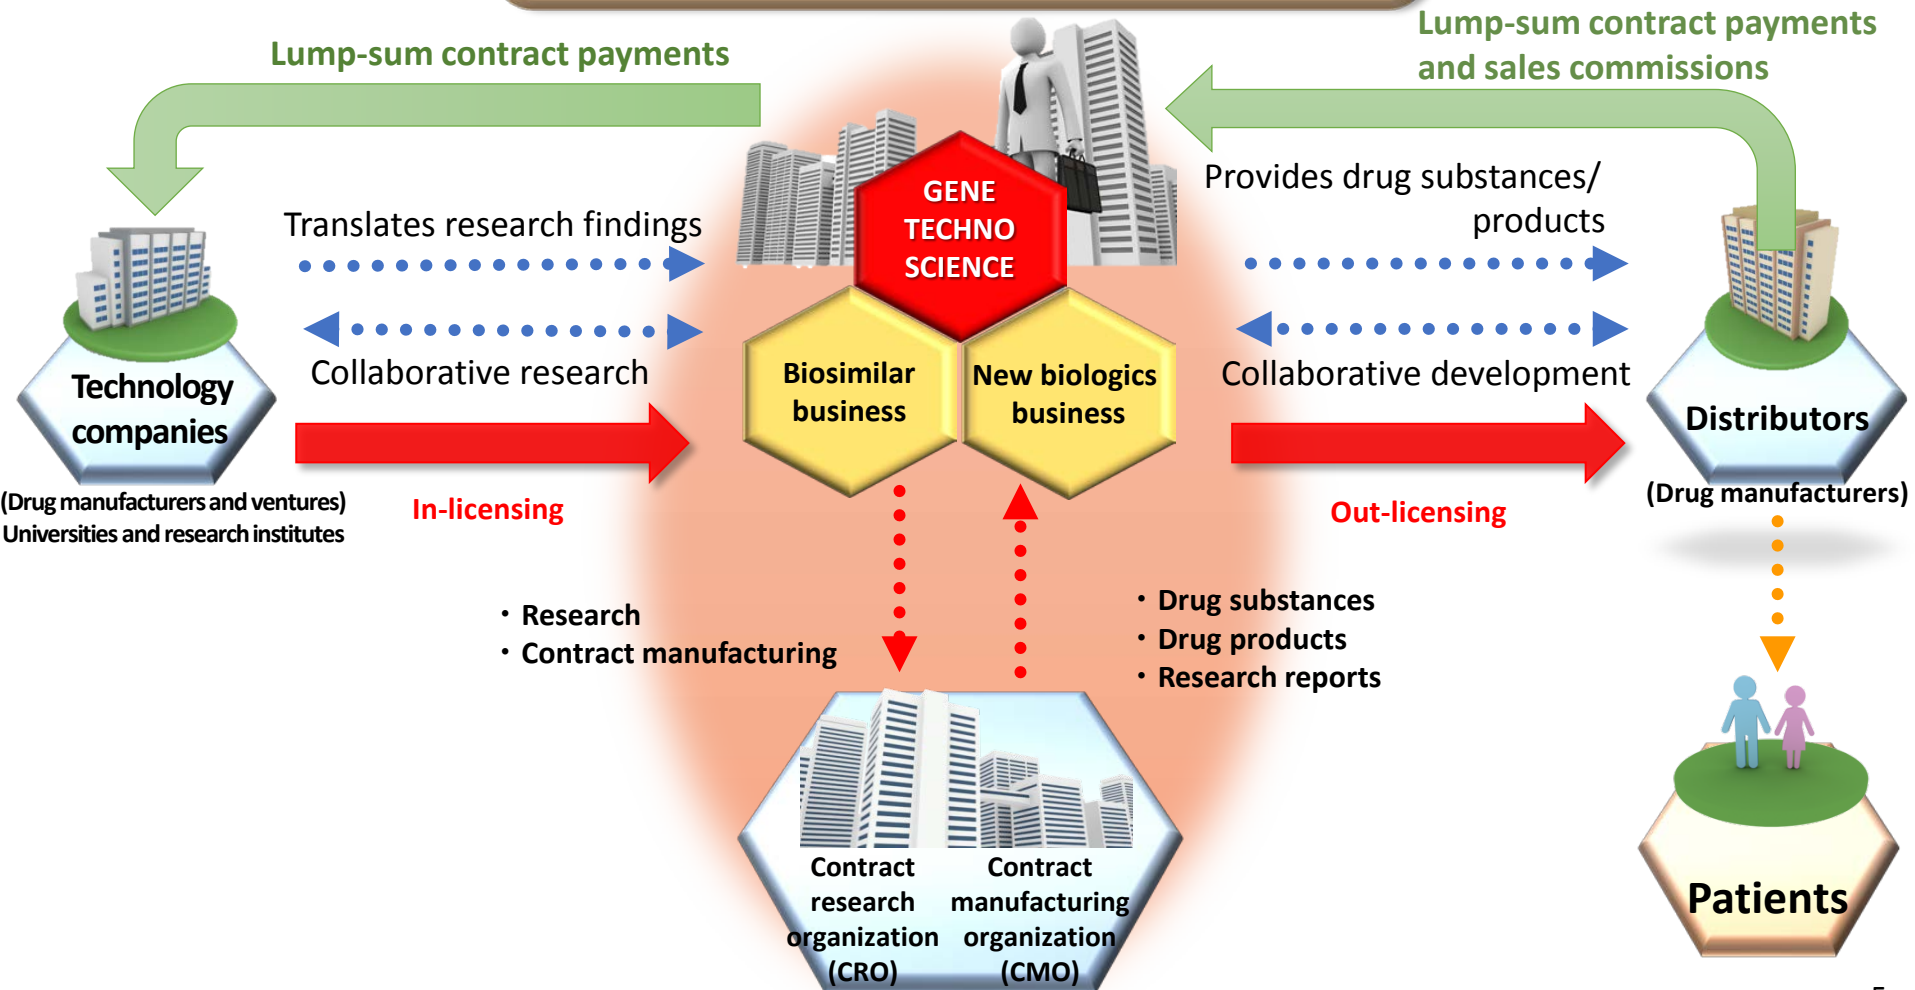 Lump-sum contract payments
Lump-sum contract payments
and sales commissions
GENE
TECHNO
SCIENCE
Provides drug substances/
products
Translates research findings
Collaborative research
Biosimilar
business
New biologics
business
Collaborative development
Technology
companies
(Drug manufacturers and ventures)
Universities and research institutes
In-licensing
Out-licensing
Distributors
(Drug manufacturers)
・Research
・Contract manufacturing
・Drug substances
・Drug products
・Research reports
Contract
research
organization
(CRO)
Contract
manufacturing
organization
(CMO)
Patients